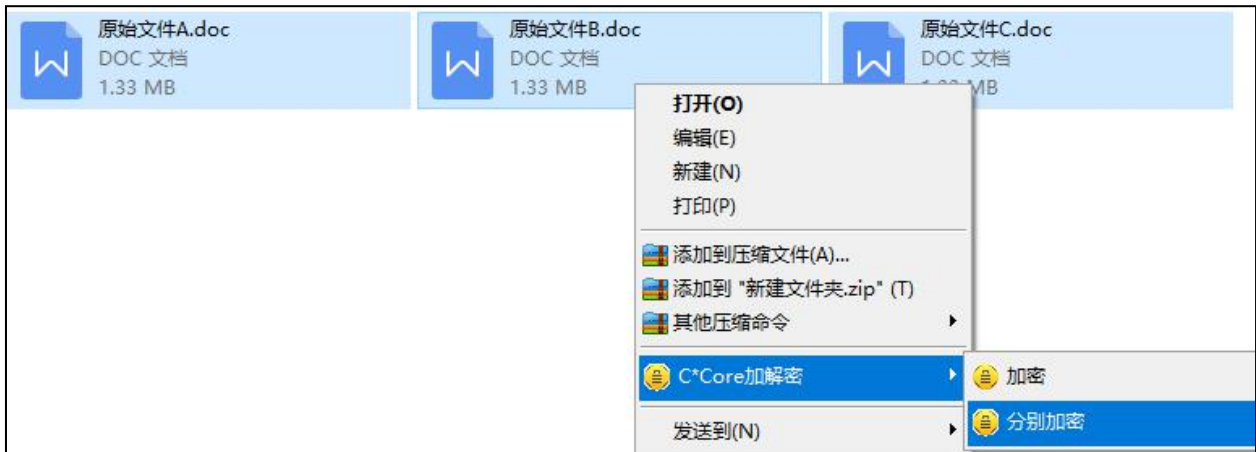 原始文件A.doc
DOC 文档
1.33 MB
原始文件B.doc
DOC 文档
1.33 MB
原始文件C.doc
DOC 文档
MB
打开(O)
编辑(E)
新建(N)
打印(P)
添加到压缩文件(A)...
添加到 "新建文件夹.zip" (T)
其他压缩命令
C*Core加解密
加密
分别加密
发送到(N)